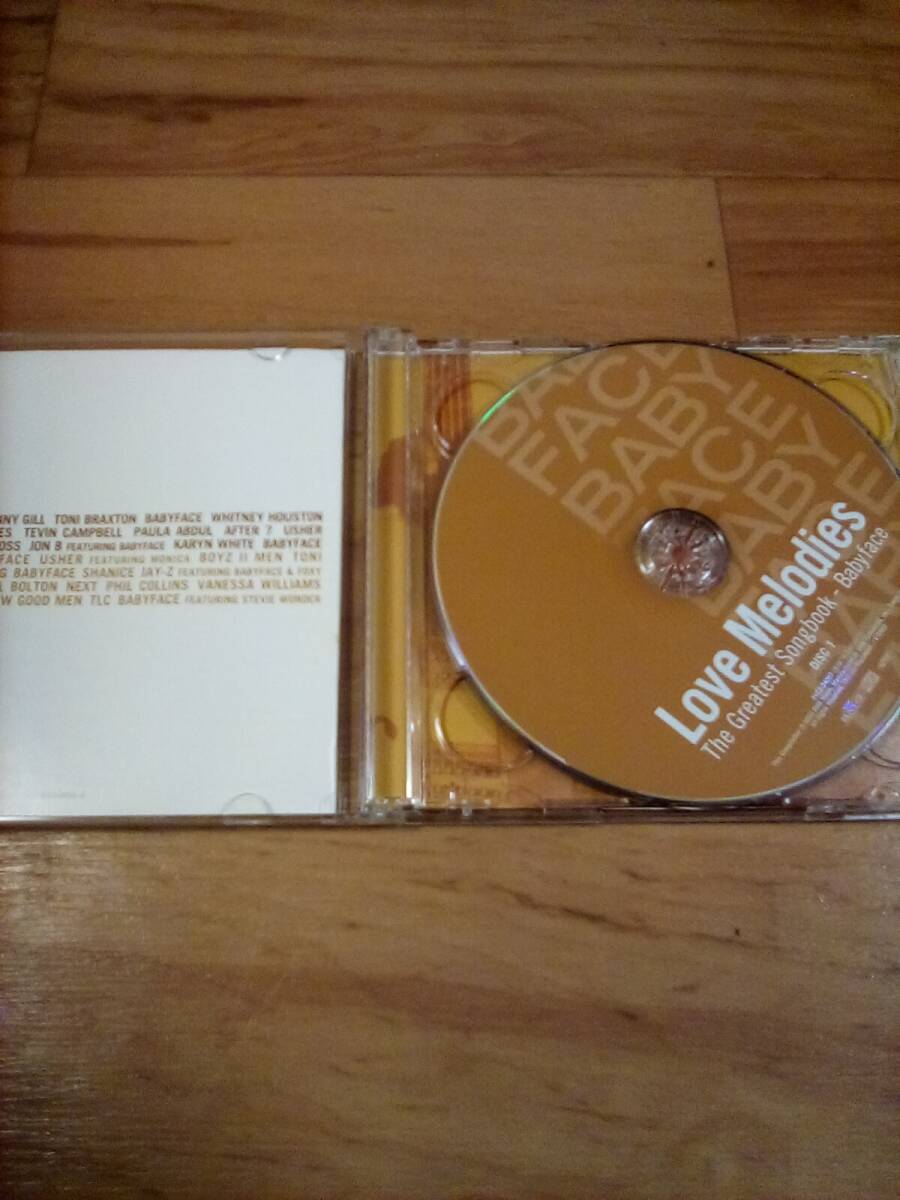 NNY GILL TONI BRAXTON BABYFACE WHITNEY HOUSTON
ES TEVIN CAMPBELL PAULA ABDUL AFTER 7 USHER
OSS JON B FEATURING BABYFACE KARYN WHITE BABYFACE
FACE USHER FEATURING MONICA BOYZ II MEN TONI
G BABYFACE SHANICE JAY-Z FEATURING BABYFACE & FOXY
L BOLTON NEXT PHIL COLLINS VANESSA WILLIAMS
W GOOD MEN TLC BABYFACE FEATURING STEVIE WONDER
BABY
FACE
BABY
FACE
BABY
Love Melodies
The Greatest Songbook - Babyface
DISC 1